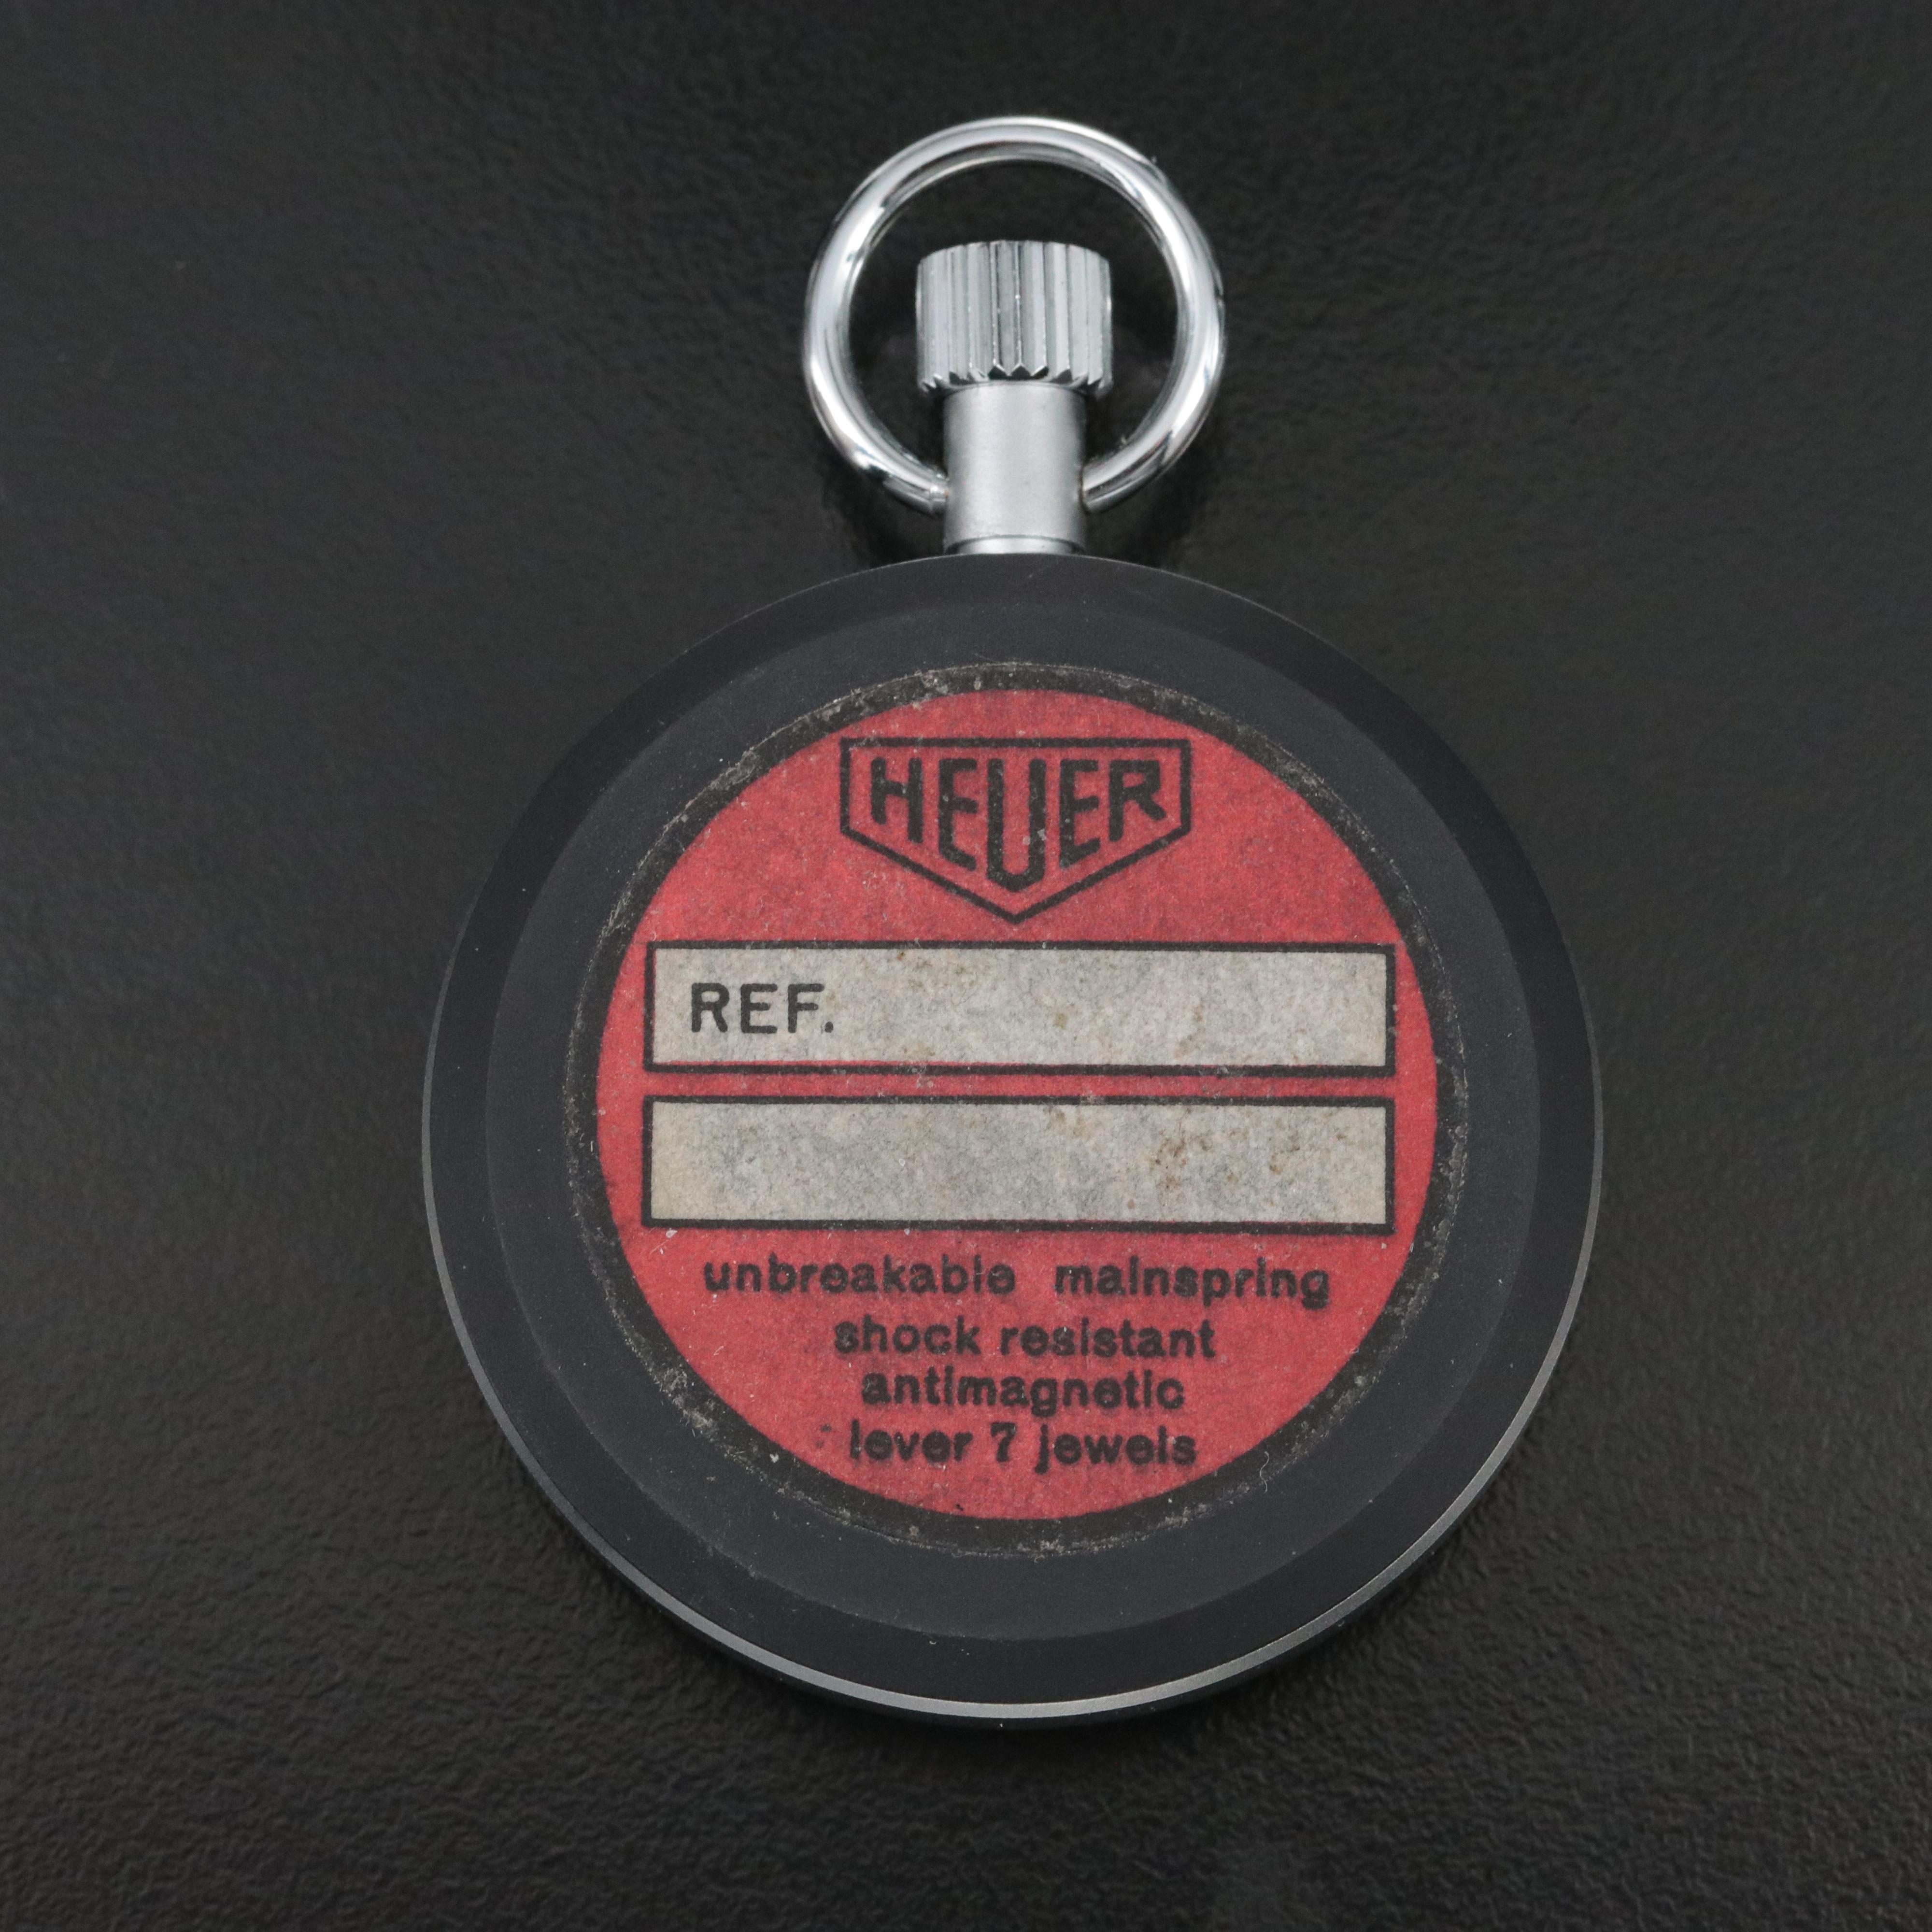 HEUER
REF.
unbreakable mainspring
shock resistant
antimagnetic
lever 7 jewels